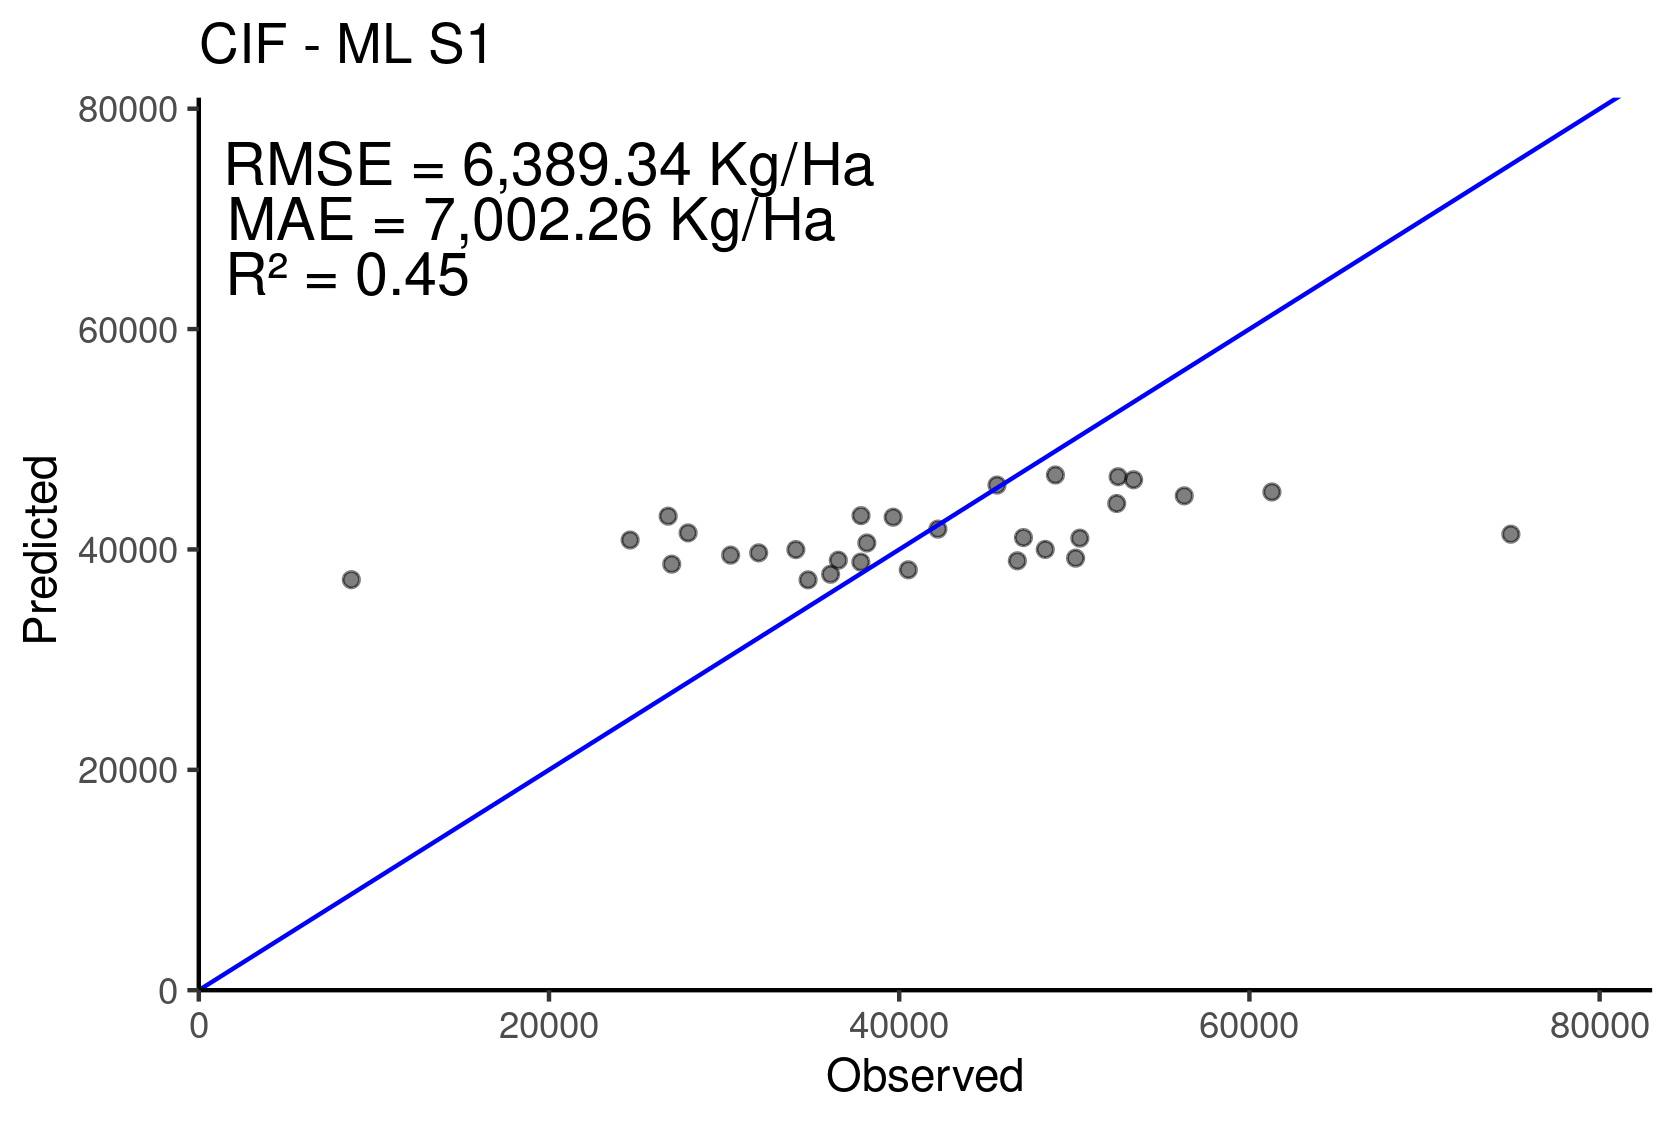 CIF - ML S1
80000
RMSE = 6,389.34 Kg/Ha
MAE = 7,002.26 Kg/Ha
R² = 0.45
60000
Predicted
40000
20000
0
0 20000 40000 60000 80000
Observed